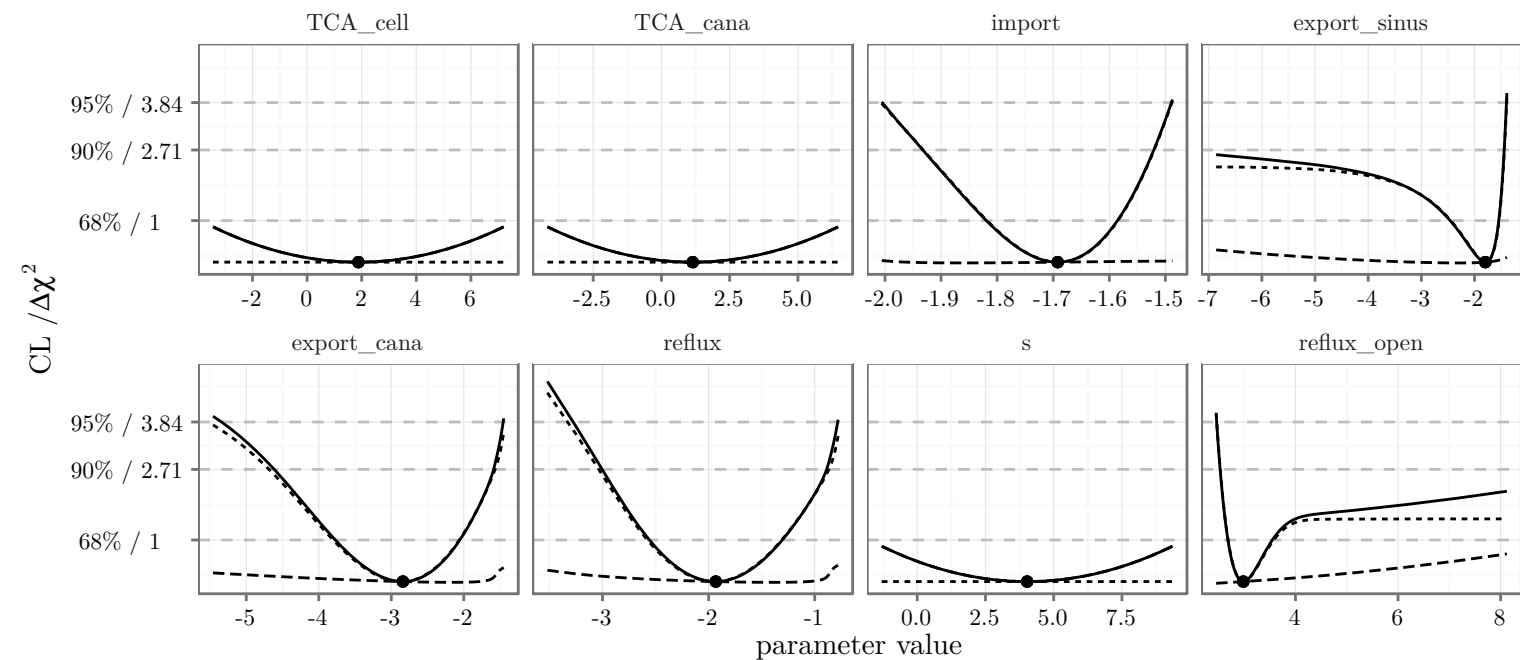 TCA_cell TCA_cana import export_sinus
95% / 3.84
90% / 2.71
68% / 1
-2 0 2 4 6 -2.5 0.0 2.5 5.0 -2.0 -1.9 -1.8 -1.7 -1.6 -1.5 -7 -6 -5 -4 -3 -2
CL /Δχ²
export_cana reflux s reflux_open
95% / 3.84
90% / 2.71
68% / 1
-5 -4 -3 -2 -3 -2 -1 0.0 2.5 5.0 7.5 4 6 8
parameter value